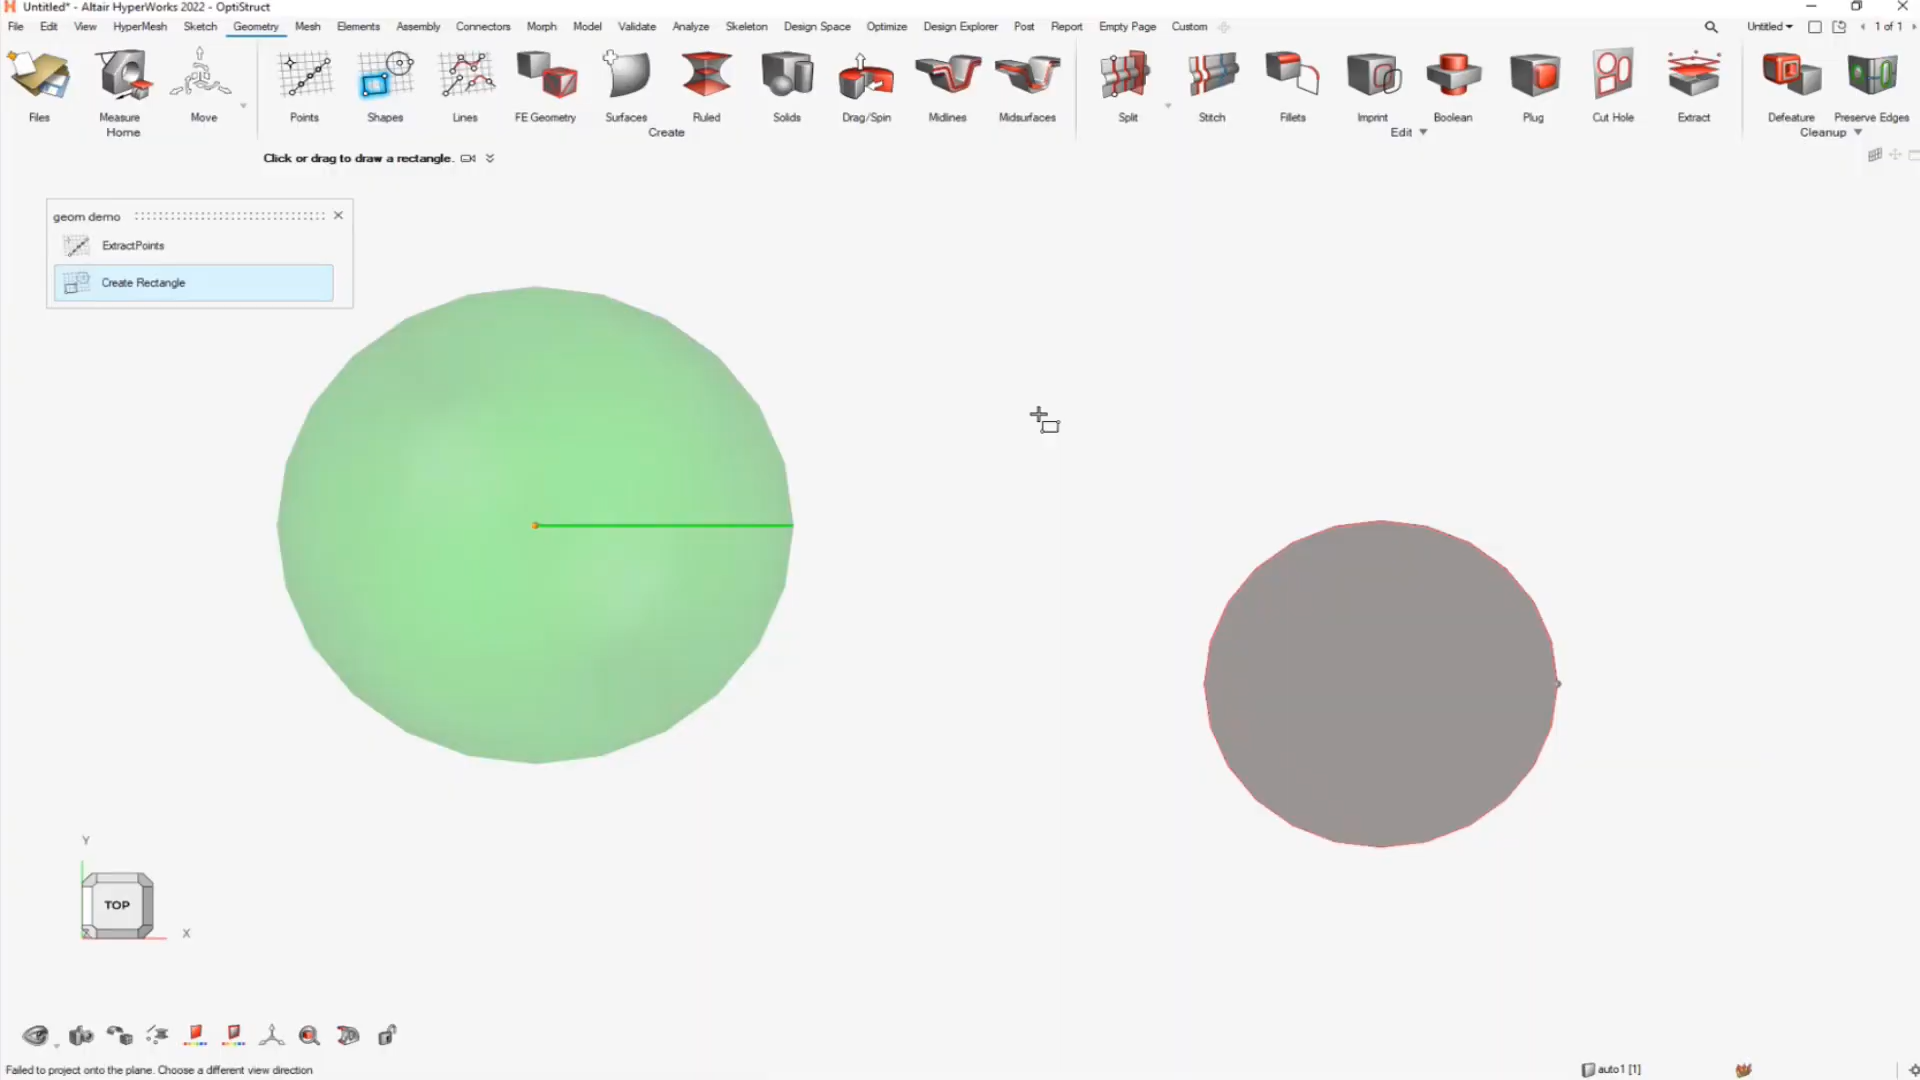 Untitled* - Altair HyperWorks 2022 - OptiStruct
File Edit View HyperMesh Sketch Geometry Mesh Elements Assembly Connectors Morph Model Validate Analyze Skeleton Design Space Optimize Design Explorer Post Report Empty Page Custom Untitled 1 of 1
Files Measure Move Points Shapes Lines FE Geometry Surfaces Ruled Solids Drag/Spin Midlines Midsurfaces Split Stitch Fillets Imprint Boolean Plug Cut Hole Extract Defeature Preserve Edges
Home Create Edit Cleanup
Click or drag to draw a rectangle.
geom demo
ExtractPoints
Create Rectangle
Y
TOP
Z X
Failed to project onto the plane. Choose a different view direction auto1 [1]